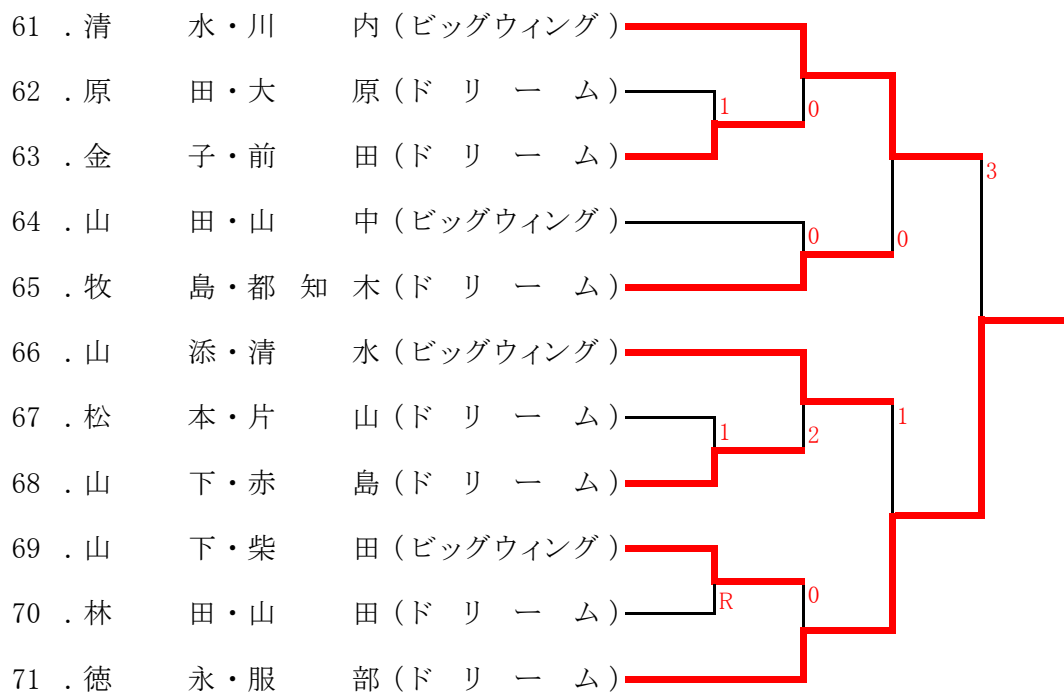 61 .清 水・川 内(ビッグウィング)
62 .原 田・大 原(ド リ ー ム)
1
0
63 .金 子・前 田(ド リ ー ム)
3
64 .山 田・山 中(ビッグウィング)
0
0
65 .牧 島・都 知 木(ド リ ー ム)
66 .山 添・清 水(ビッグウィング)
67 .松 本・片 山(ド リ ー ム)
1
2
1
68 .山 下・赤 島(ド リ ー ム)
69 .山 下・柴 田(ビッグウィング)
R
0
70 .林 田・山 田(ド リ ー ム)
71 .徳 永・服 部(ド リ ー ム)